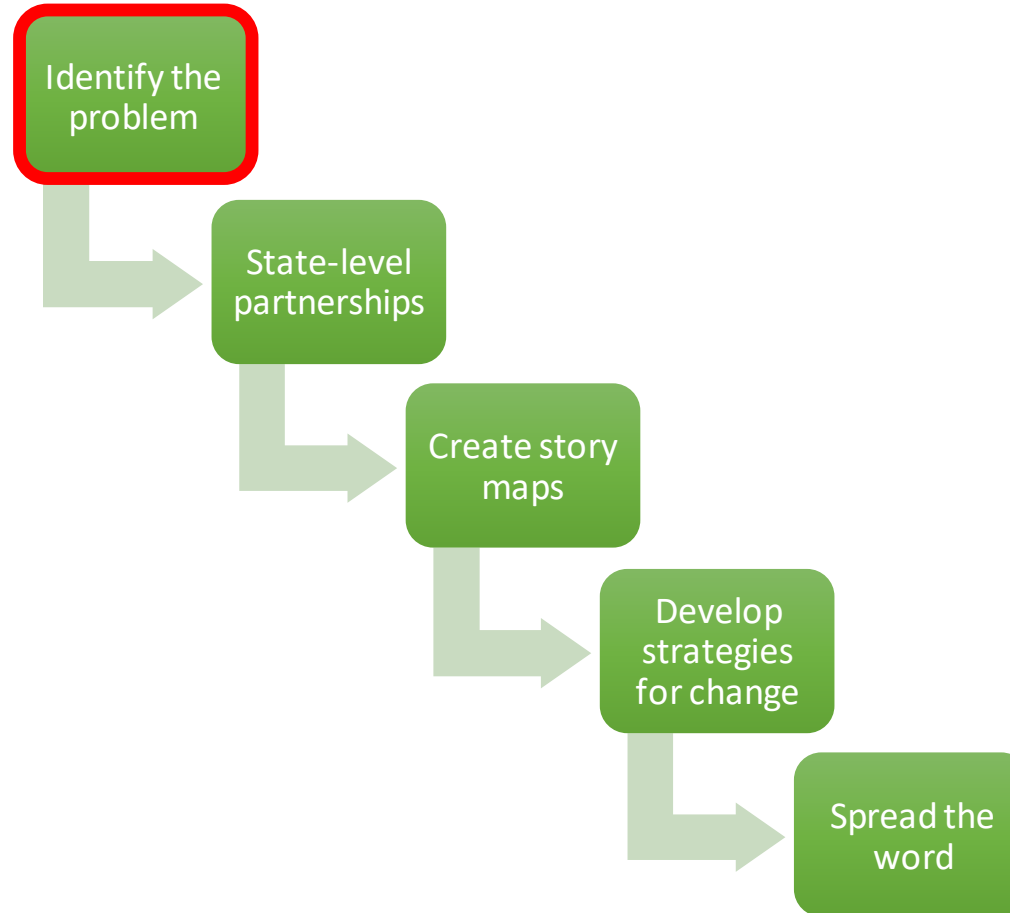 Identify the
problem
State-level
partnerships
Create story
maps
Develop
strategies
for change
Spread the
word